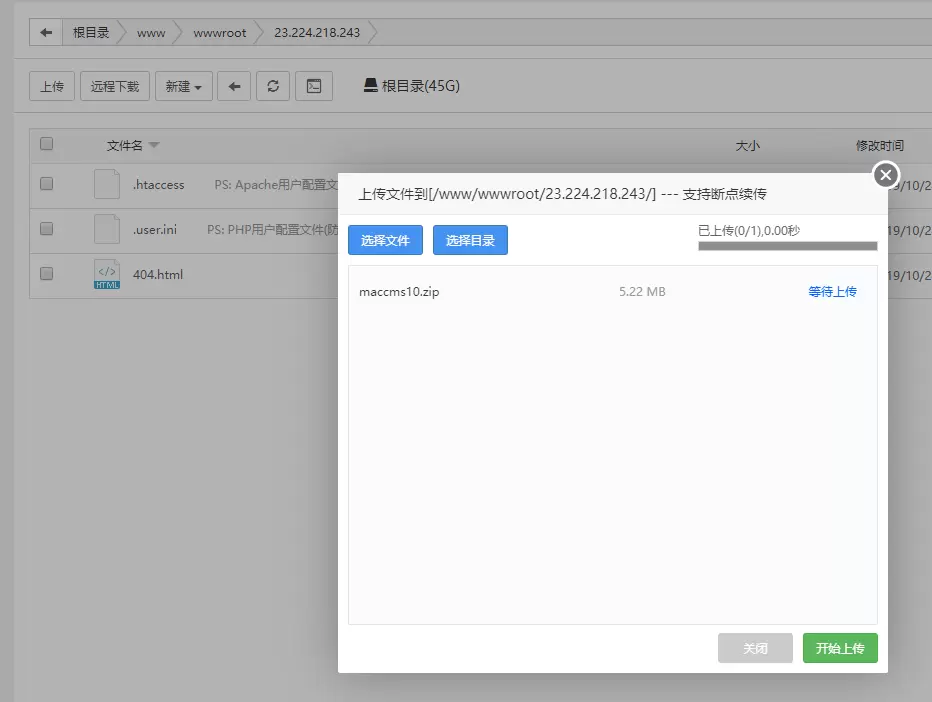 根目录 www wwwroot 23.224.218.243
上传 远程下载 新建 根目录(45G)
文件名 大小 修改时间
.htaccess PS: Apache用户配置文
.user.ini PS: PHP用户配置文件(防
404.html
HTML
9/10/2
19/10/2
19/10/2
上传文件到[/www/wwwroot/23.224.218.243/] --- 支持断点续传
选择文件 选择目录 已上传(0/1),0.00秒
maccms10.zip 5.22 MB 等待上传
关闭 开始上传